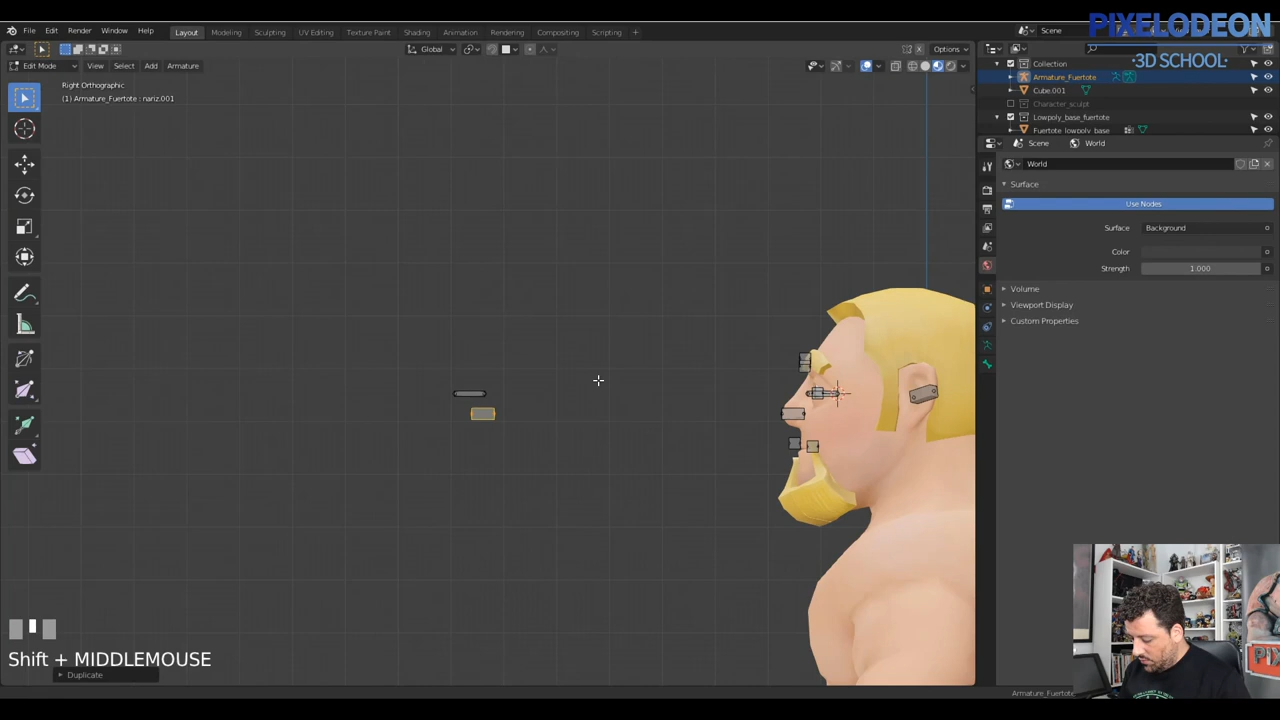 PIXELODEON
·3D SCHOOL·
File Edit Render Window Help Layout Modeling Sculpting UV Editing Texture Paint Shading Animation Rendering Compositing Scripting + Scene
Global Options
Edit Mode View Select Add Armature
Right Orthographic
(1) Armature_Fuertote : nariz.001
Collection
Armature_Fuertote
Cube.001
Character_sculpt
Lowpoly_base_fuertote
Fuertote_lowpoly_base
Scene World
World
Surface
Use Nodes
Surface Background
Color
Strength 1.000
Volume
Viewport Display
Custom Properties
Shift + MIDDLEMOUSE
Duplicate
Armature_Fuertote